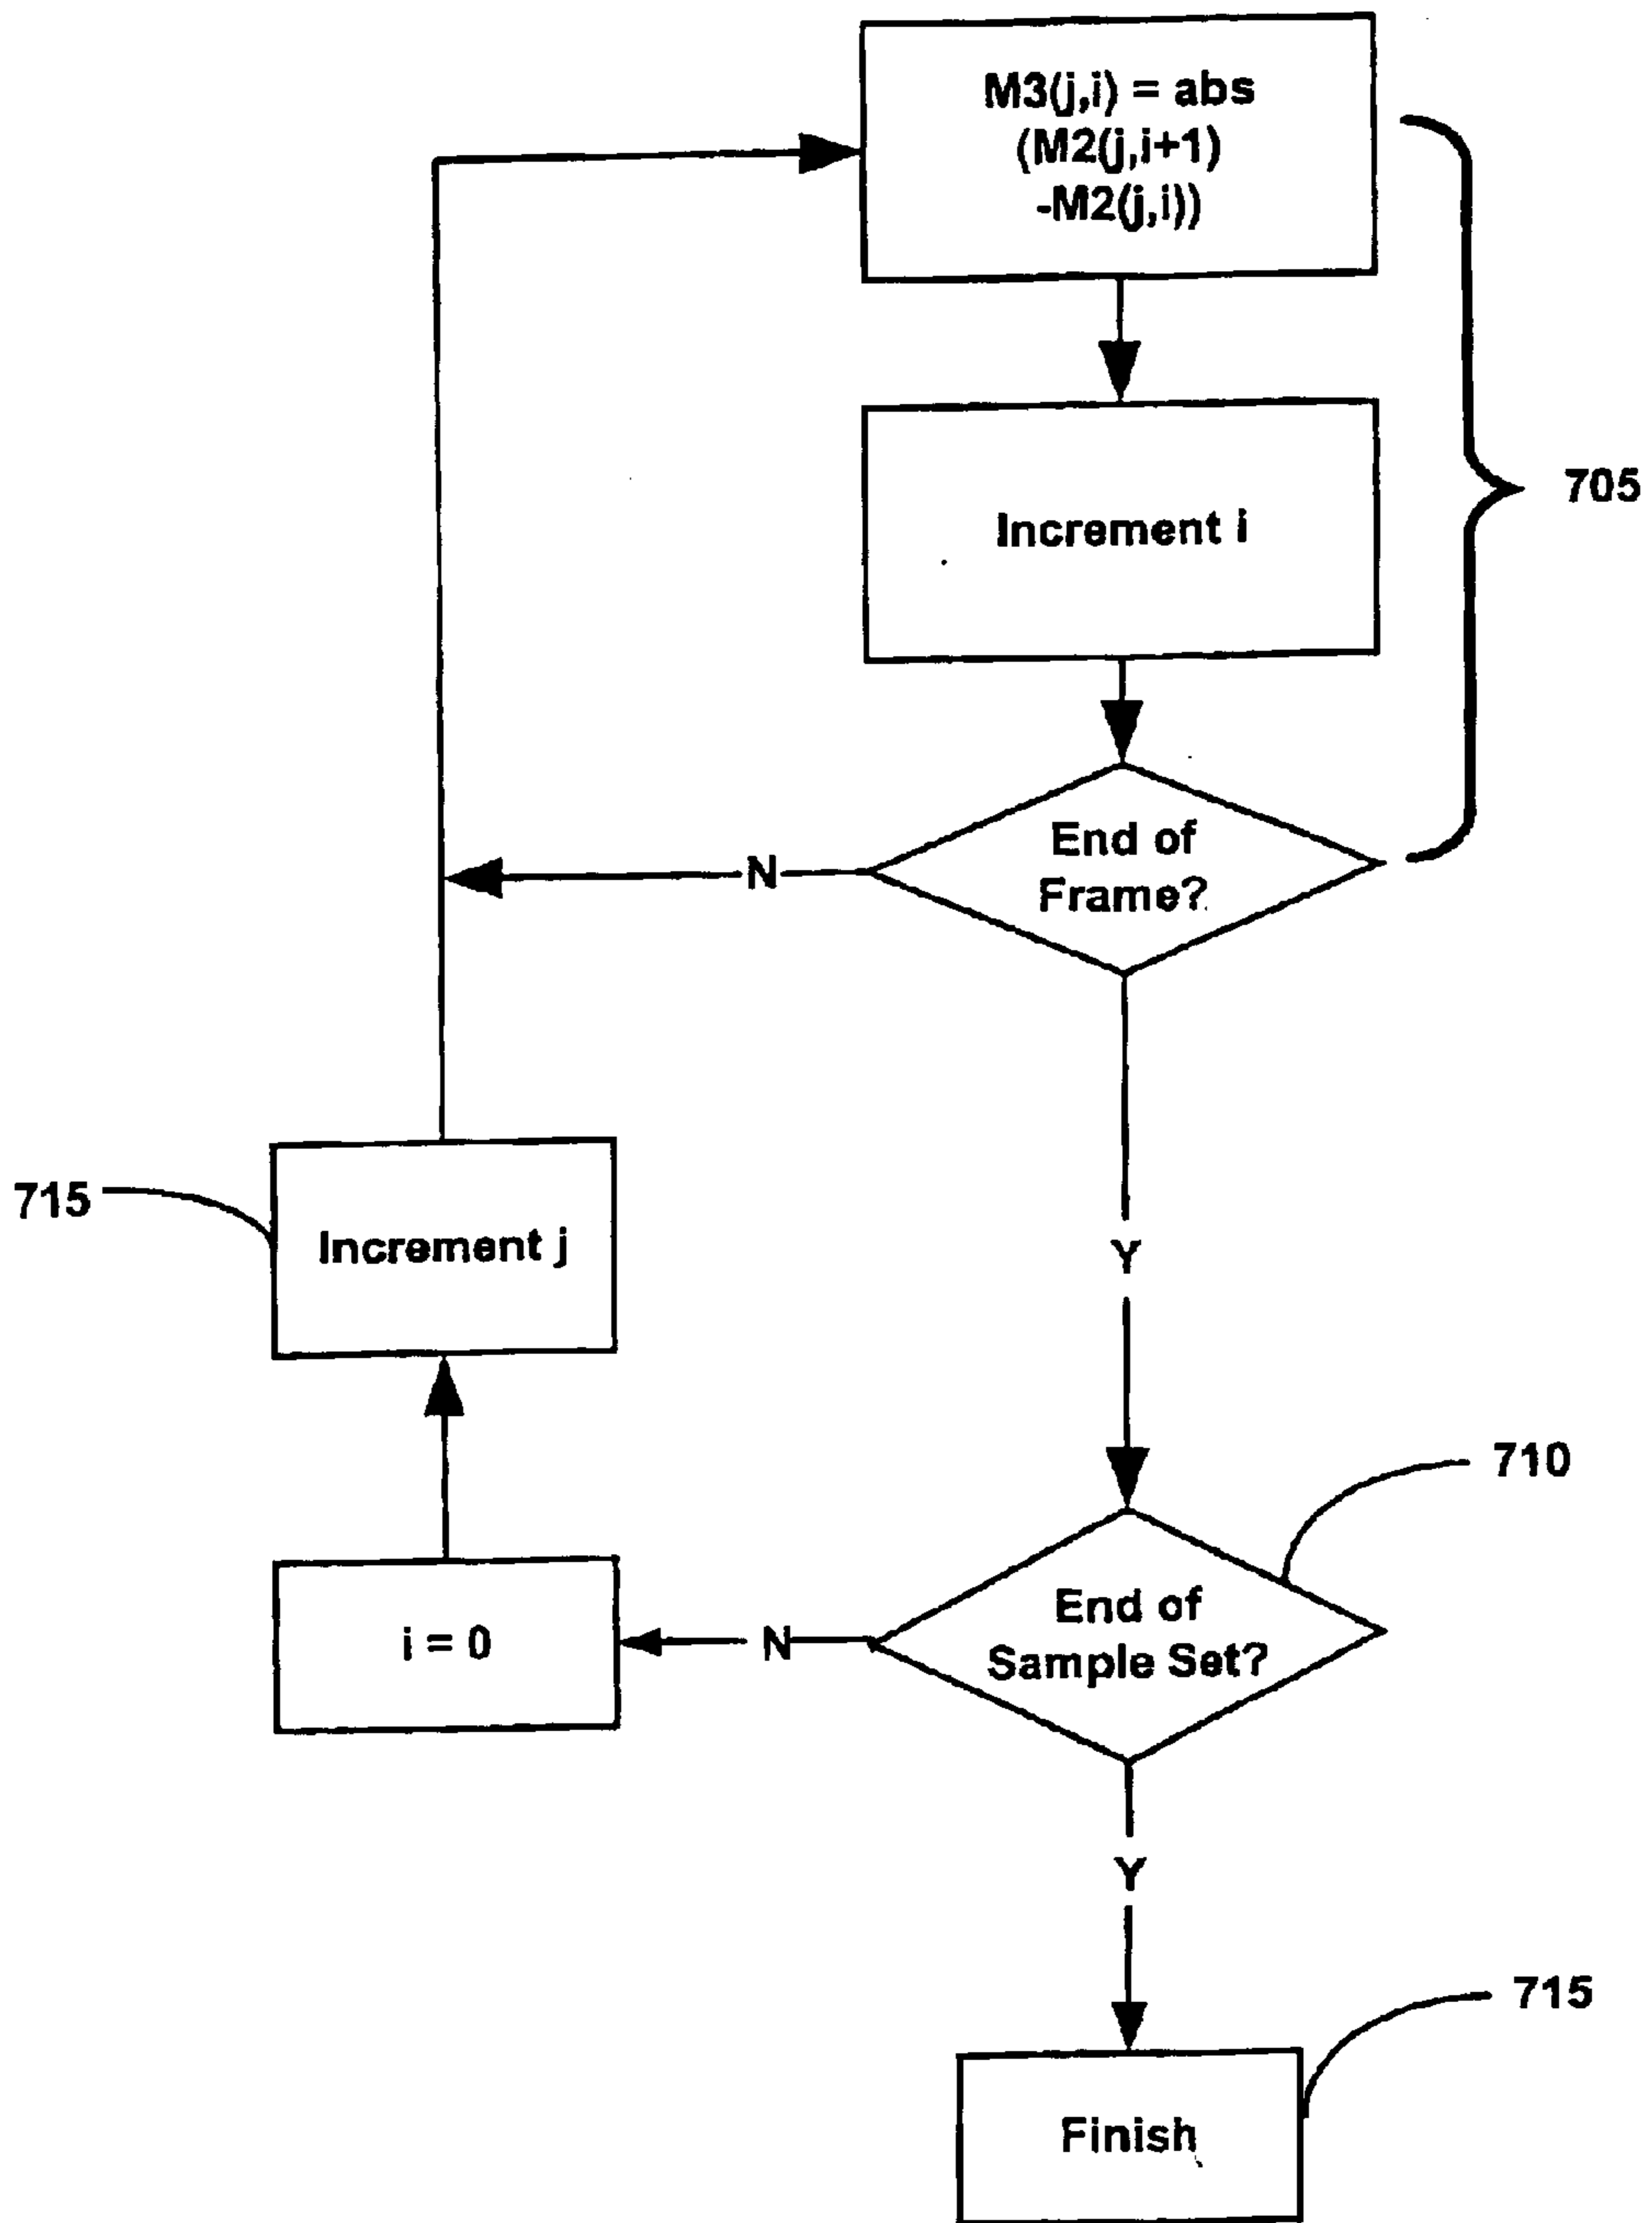 M3(j,i) = abs
(M2(j,i+1)
-M2(j,i))
705
Increment i
End of
Frame?
N
Y
715
Increment j
710
End of
Sample Set?
N
i = 0
Y
715
Finish